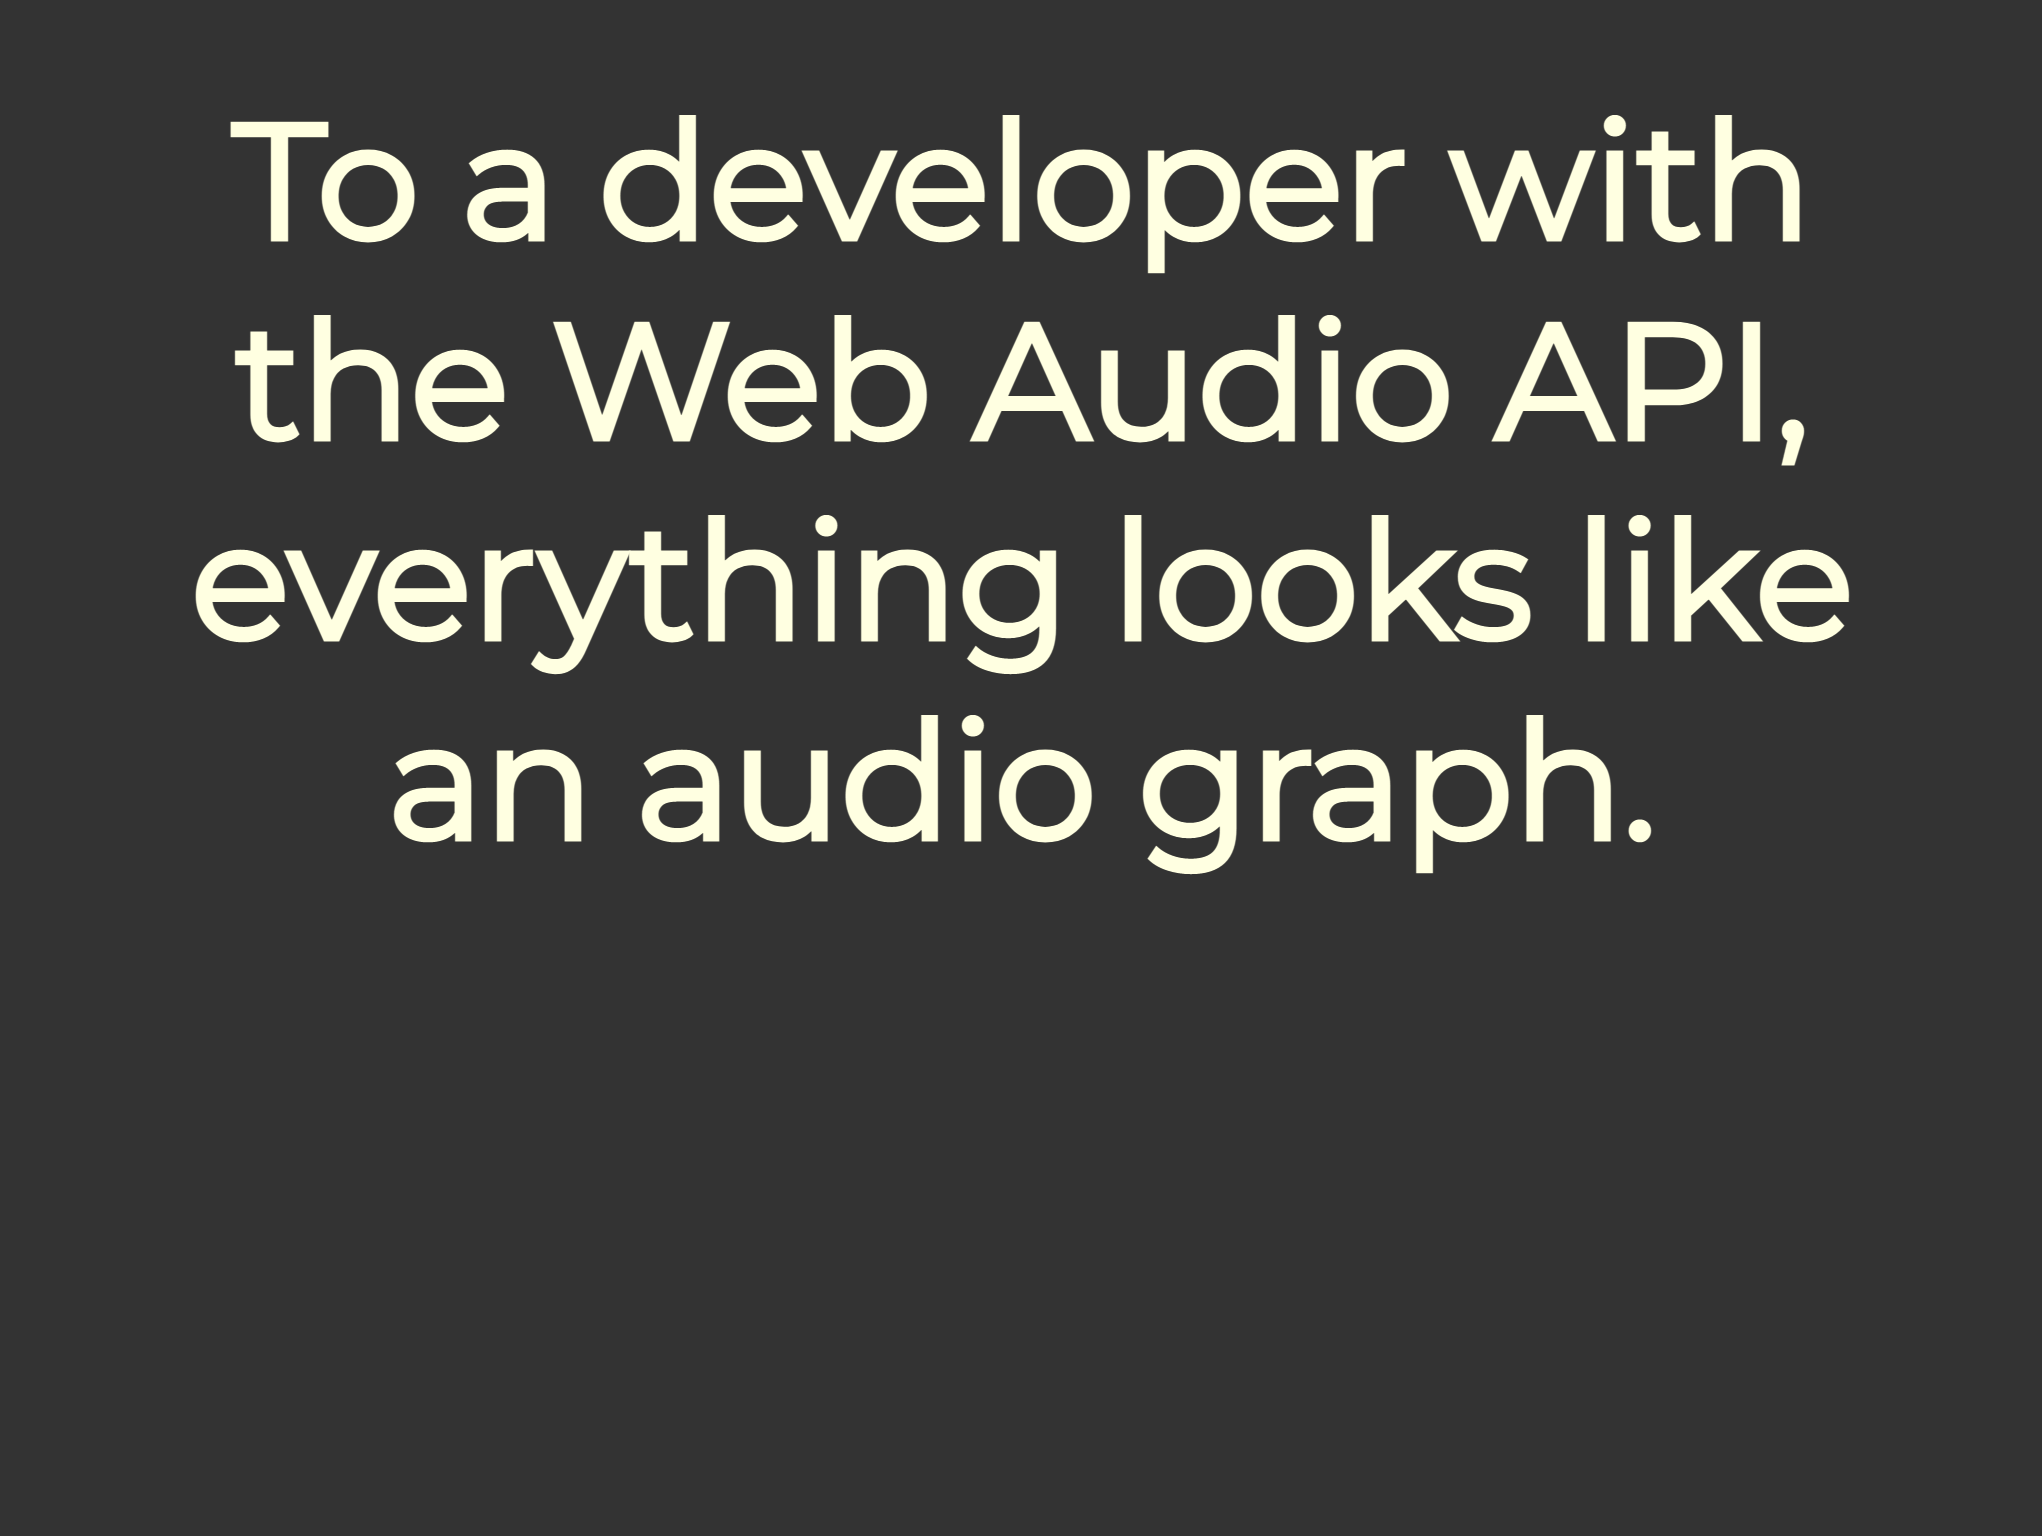 To a developer with
the Web Audio API,
everything looks like
an audio graph.